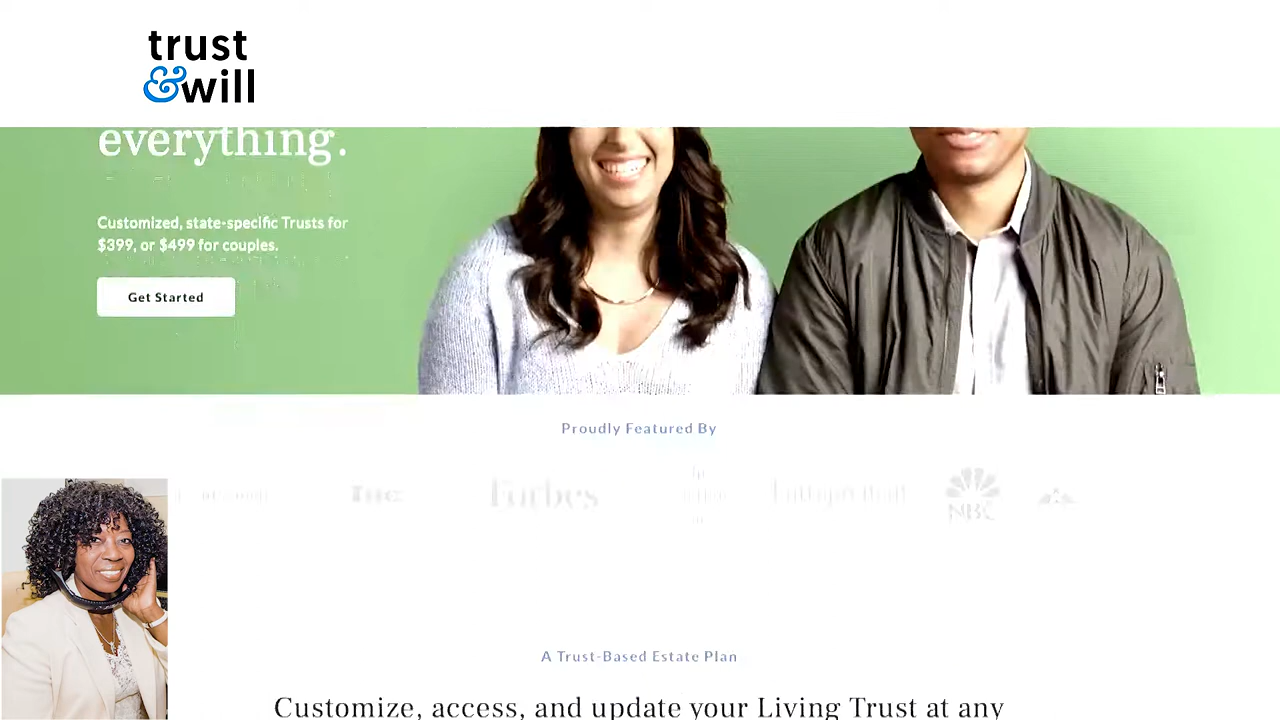 trust
&will
everything.
Customized, state-specific Trusts for
$399, or $499 for couples.
Get Started
Proudly Featured By
Inc
Forbes
NBC
A Trust-Based Estate Plan
Customize, access, and update your Living Trust at any